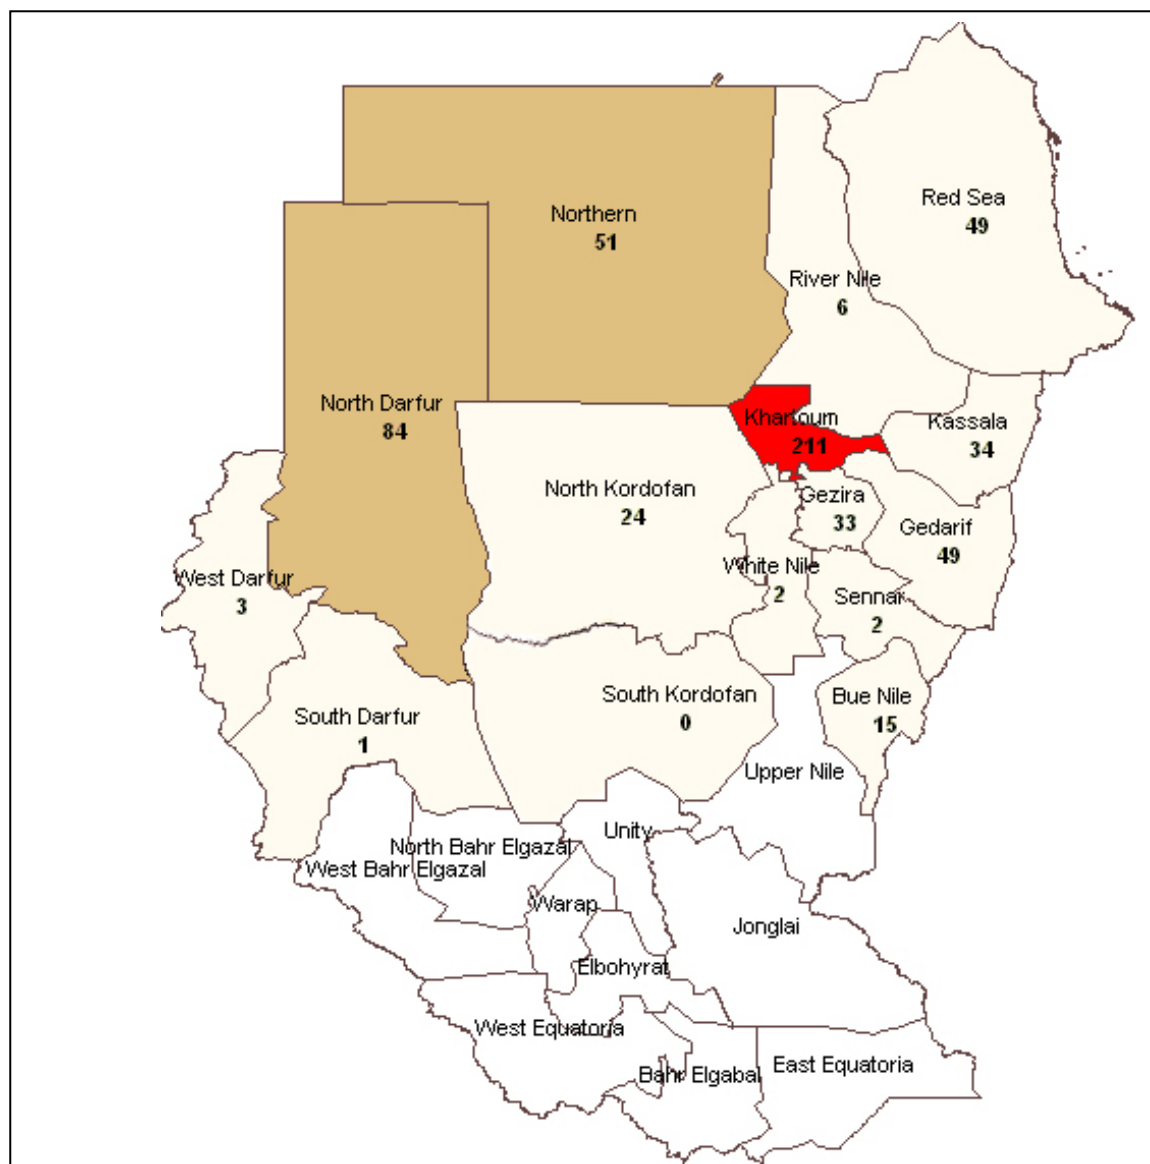 Red Sea
49
Northern
51
River Nile
6
North Darfur
84
Khartoum
211
Kassala
34
North Kordofan
24
Gezira
33
Gedarif
49
West Darfur
3
White Nile
2
Sennar
2
South Kordofan
0
Bue Nile
15
South Darfur
1
Upper Nile
Unity
North Bahr Elgazal
West Bahr Elgazal
Warap
Jonglai
Elbohyrat
West Equatoria
East Equatoria
Bahr Elgabal